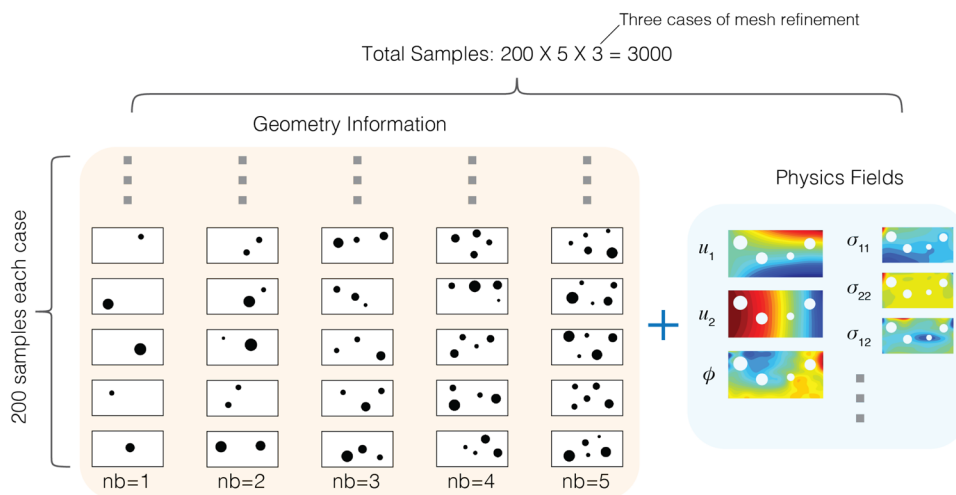 Three cases of mesh refinement
Total Samples: 200 X 5 X 3 = 3000
Geometry Information
Physics Fields
200 samples each case
u1
u2
ϕ
σ11
σ22
σ12
nb=1
nb=2
nb=3
nb=4
nb=5